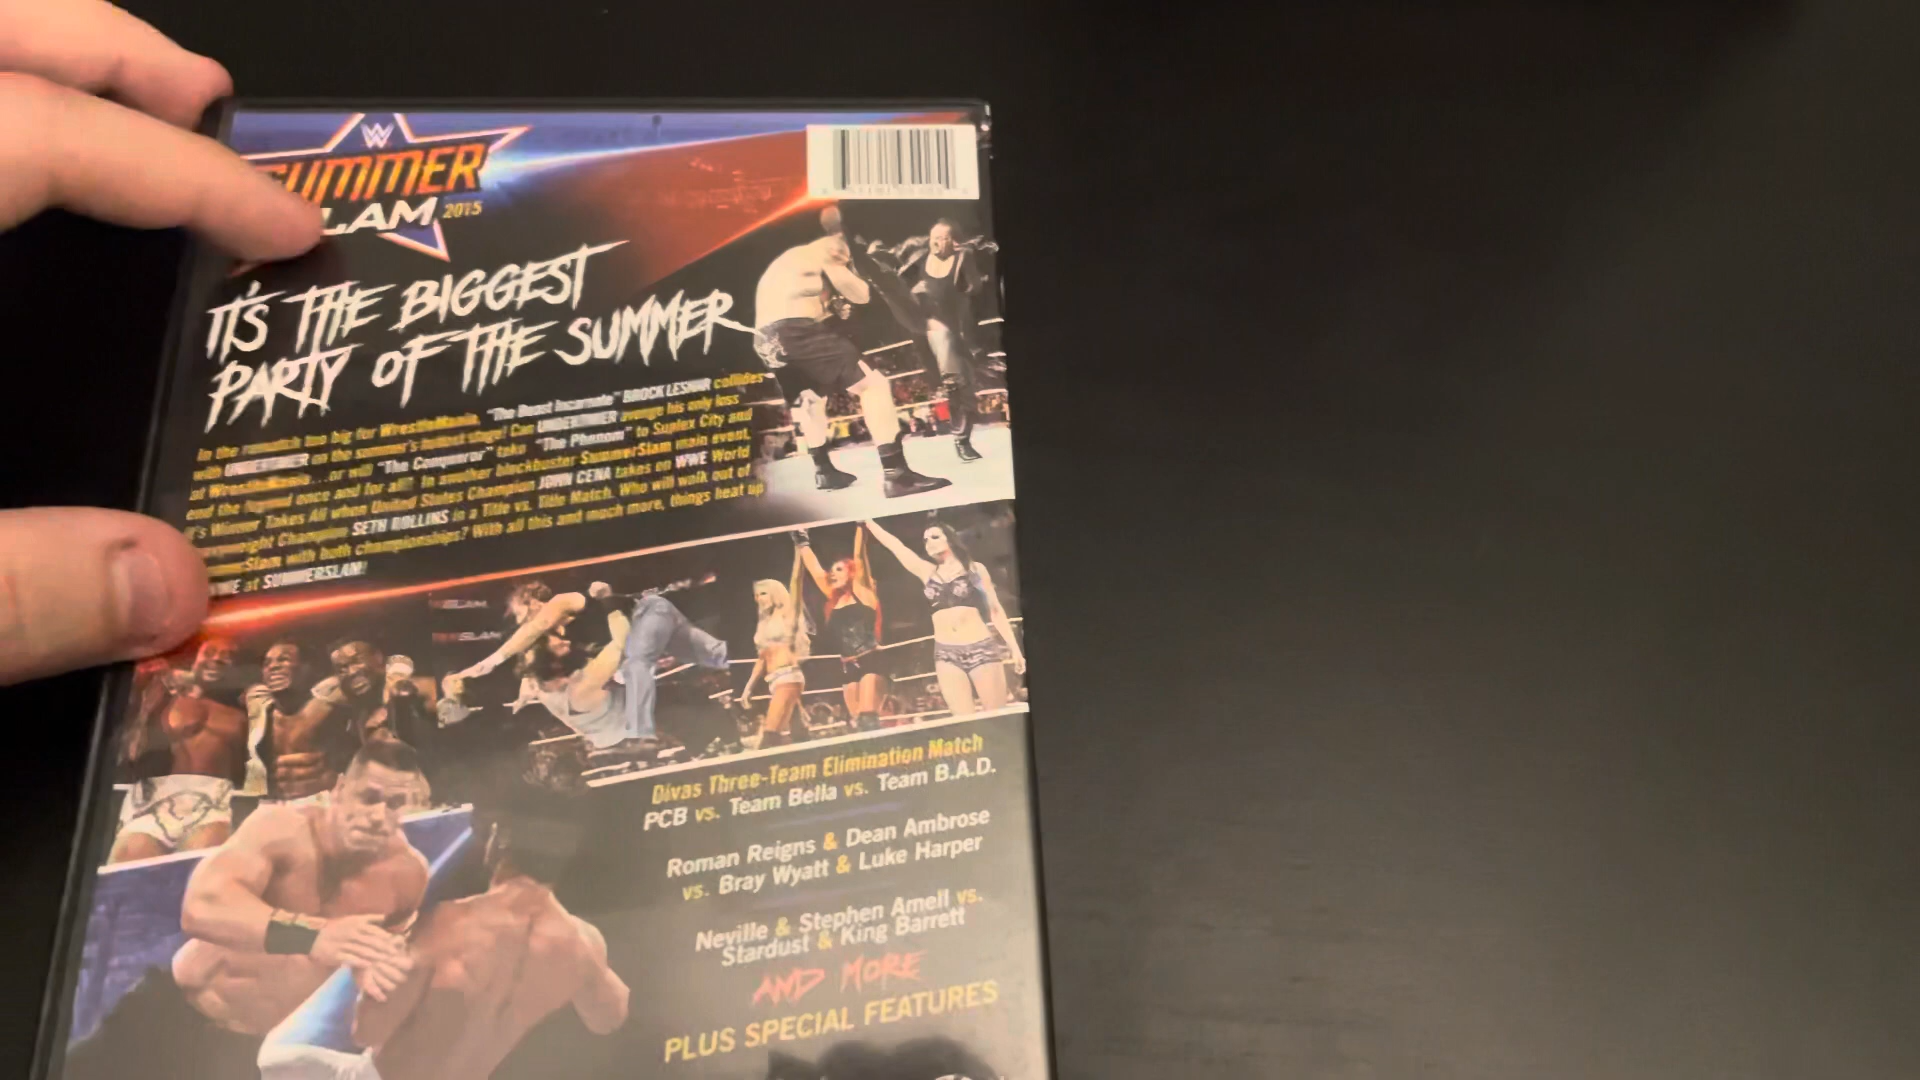 W
SUMMER
SLAM 2015
IT'S THE BIGGEST
PARTY OF THE SUMMER
In the rematch too big for WrestleMania, "The Beast Incarnate" BROCK LESNAR collides
with UNDERTAKER on the summer's hottest stage! Can UNDERTAKER avenge his only loss
at WrestleMania...or will "The Conqueror" take "The Phenom" to Suplex City and
end the legend once and for all? In another blockbuster SummerSlam main event,
It's Winner Takes All when United States Champion JOHN CENA takes on WWE World
Heavyweight Champion SETH ROLLINS in a Title vs. Title Match. Who will walk out of
SummerSlam with both championships? With all this and much more, things heat up
WWE at SUMMERSLAM!
SLAM
SLAM
SLAM
Divas Three-Team Elimination Match
PCB vs. Team Bella vs. Team B.A.D.
Roman Reigns & Dean Ambrose
vs. Bray Wyatt & Luke Harper
Neville & Stephen Amell vs.
Stardust & King Barrett
AND MORE
PLUS SPECIAL FEATURES